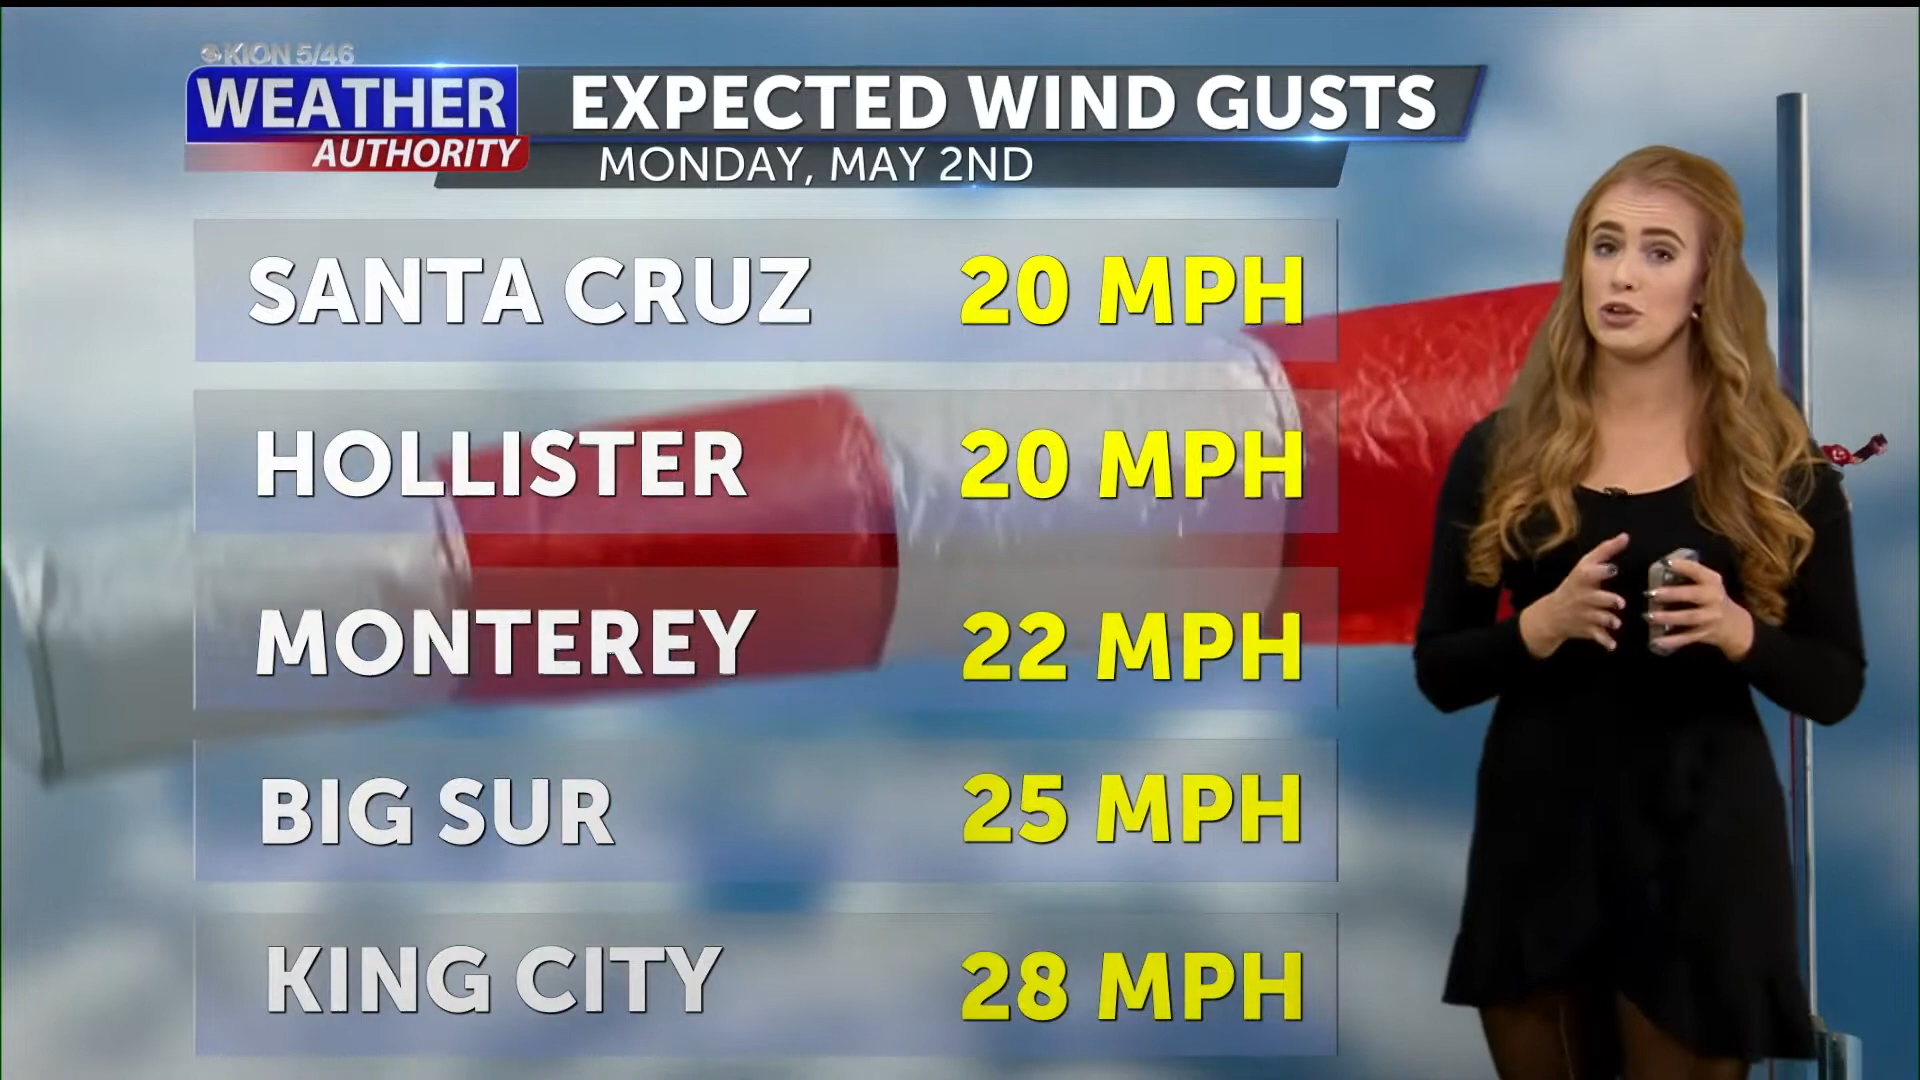 KION 5/46
WEATHER
AUTHORITY
EXPECTED WIND GUSTS
MONDAY, MAY 2ND
SANTA CRUZ 20 MPH
HOLLISTER 20 MPH
MONTEREY 22 MPH
BIG SUR 25 MPH
KING CITY 28 MPH